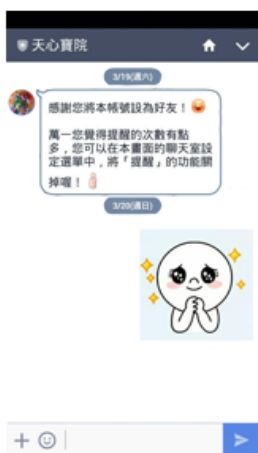 天心寶院
3/19(週六)
感謝您將本帳號設為好友！
萬一您覺得提醒的次數有點
多，您可以在本畫面的聊天室設
定選單中，將「提醒」的功能關
掉喔！
3/20(週日)